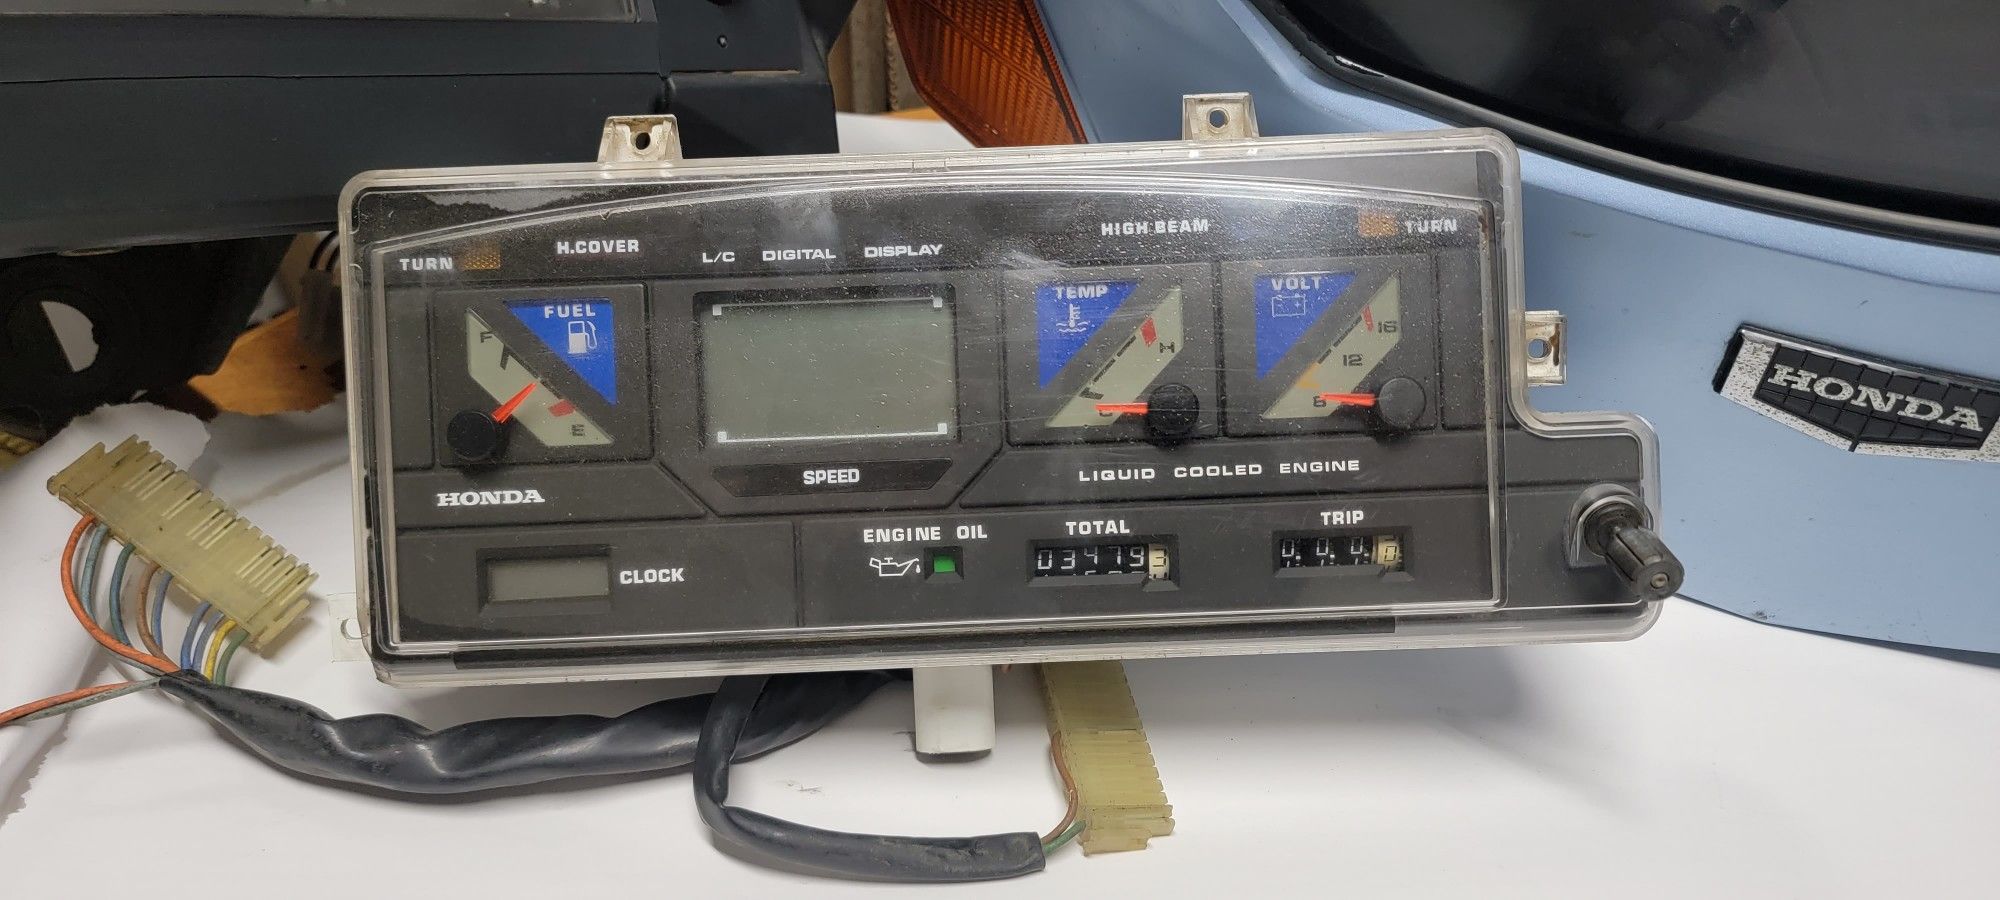 TURN
H.COVER
L/C DIGITAL DISPLAY
HIGH BEAM
TURN
FUEL
F
E
TEMP
H
C
VOLT
16
12
8
HONDA
SPEED
LIQUID COOLED ENGINE
CLOCK
ENGINE OIL
TOTAL
034793
TRIP
HONDA